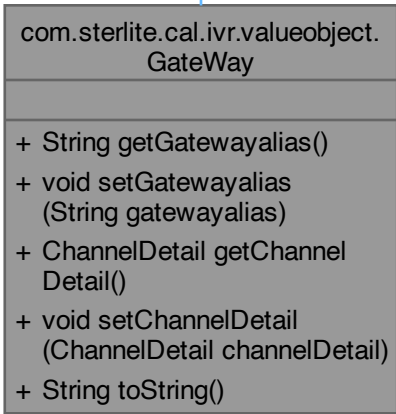 com.sterlite.cal.ivr.valueobject.
GateWay
+ String getGatewayalias()
+ void setGatewayalias
(String gatewayalias)
+ ChannelDetail getChannel
Detail()
+ void setChannelDetail
(ChannelDetail channelDetail)
+ String toString()